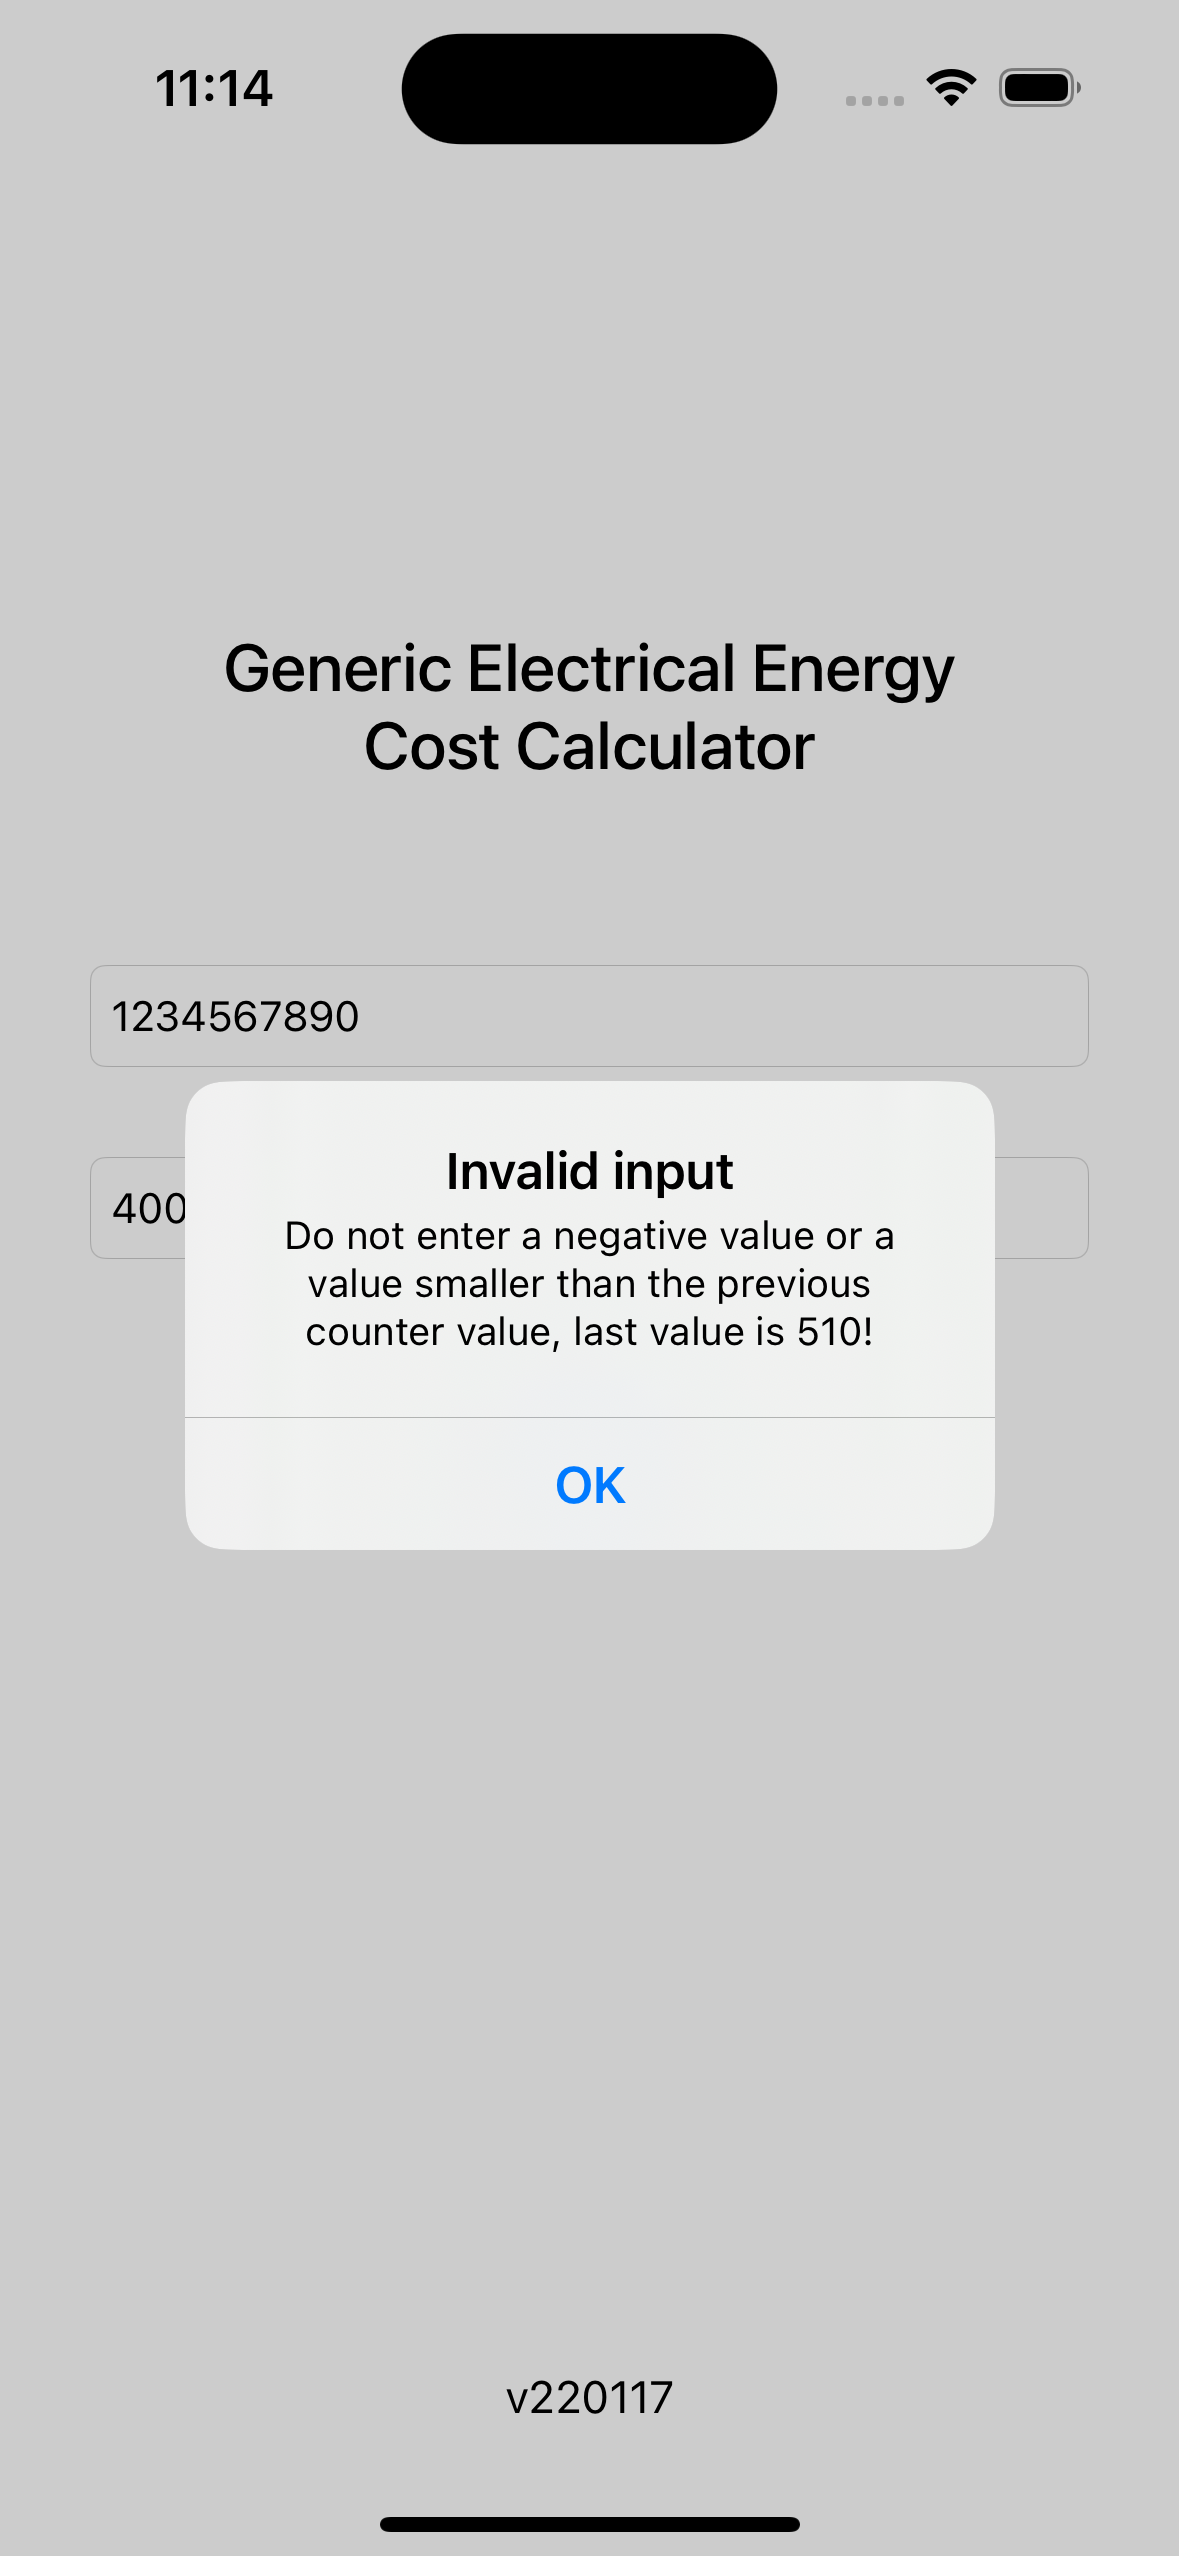 11:14
Generic Electrical Energy
Cost Calculator
1234567890
400
Invalid input
Do not enter a negative value or a
value smaller than the previous
counter value, last value is 510!
OK
v220117